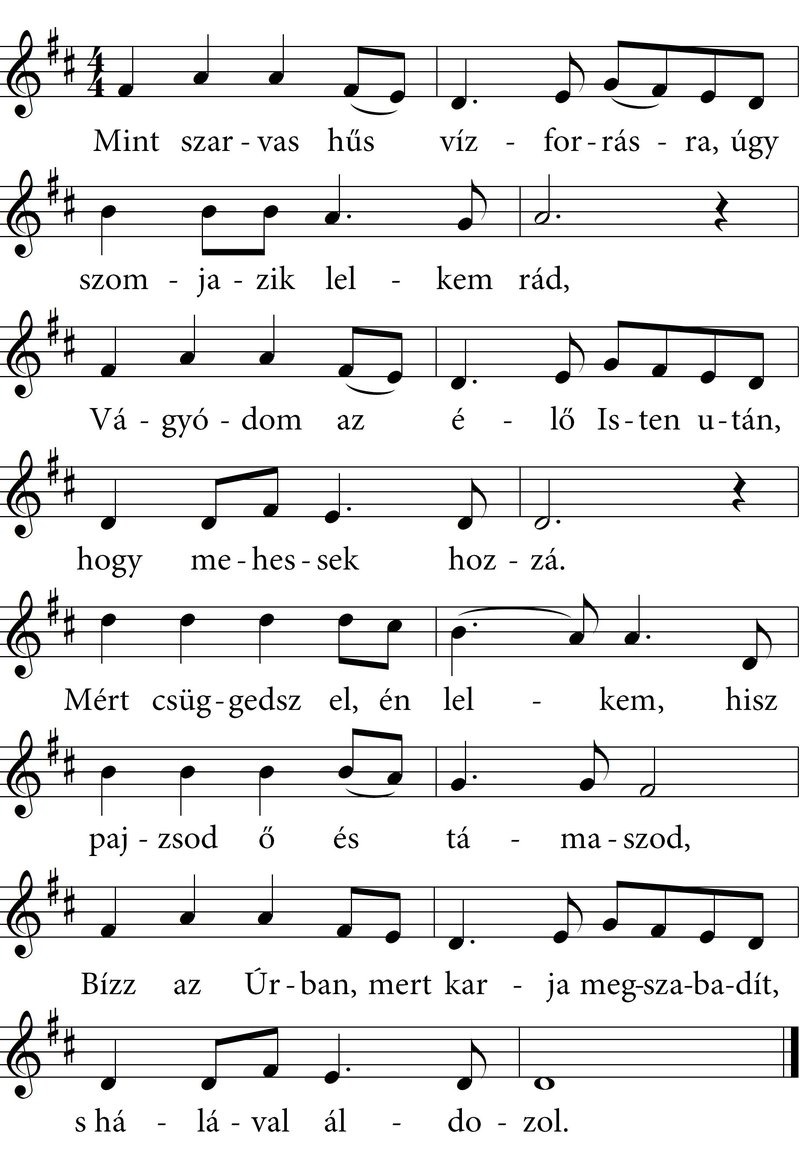 4
4
Mint szar - vas hűs víz - for - rás - ra, úgy
szom - ja - zik lel - kem rád,
Vá - gyó - dom az é - lő Is - ten u - tán,
hogy me - hes - sek hoz - zá.
Mért csüg - gedsz el, én lel - kem, hisz
paj - zsod ő és tá - ma - szod,
Bízz az Úr - ban, mert kar - ja meg - sza - ba - dít,
s há - lá - val ál - do - zol.